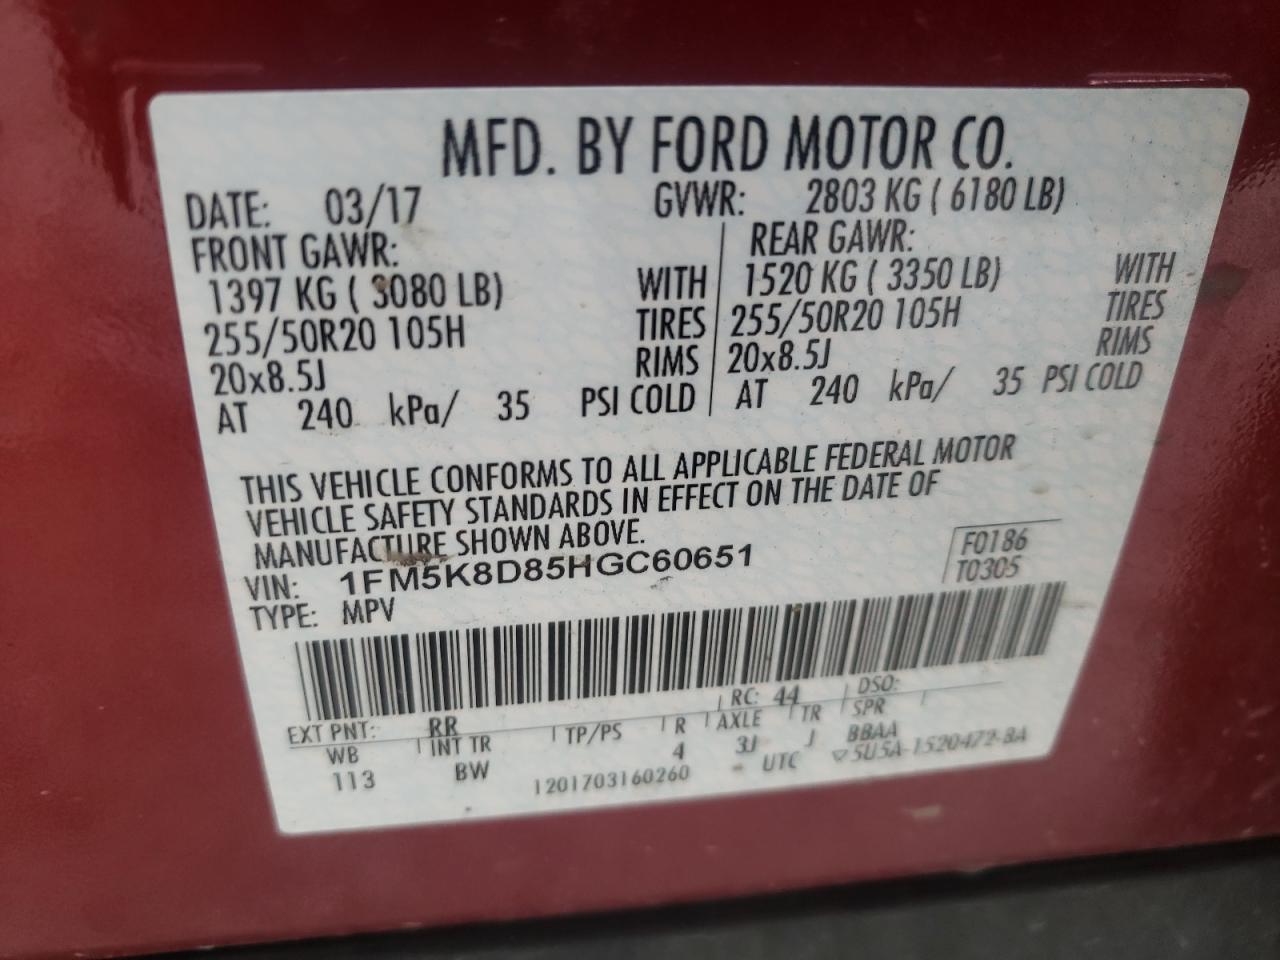 MFD. BY FORD MOTOR CO.
DATE: 03/17 GVWR: 2803 KG ( 6180 LB)
FRONT GAWR: REAR GAWR:
1397 KG ( 3080 LB) WITH 1520 KG ( 3350 LB) WITH
255/50R20 105H TIRES 255/50R20 105H TIRES
20x8.5J RIMS 20x8.5J RIMS
AT 240 kPa/ 35 PSI COLD AT 240 kPa/ 35 PSI COLD
THIS VEHICLE CONFORMS TO ALL APPLICABLE FEDERAL MOTOR
VEHICLE SAFETY STANDARDS IN EFFECT ON THE DATE OF
MANUFACTURE SHOWN ABOVE.
VIN: 1FM5K8D85HGC60651 F0186
TYPE: MPV T0305
EXT PNT: RR RC: 44 DSO:
WB INT TR TP/PS R AXLE TR SPR
113 BW 4 3J J BBAA
1201703160260 UTC ▽5U5A-1520472-BA